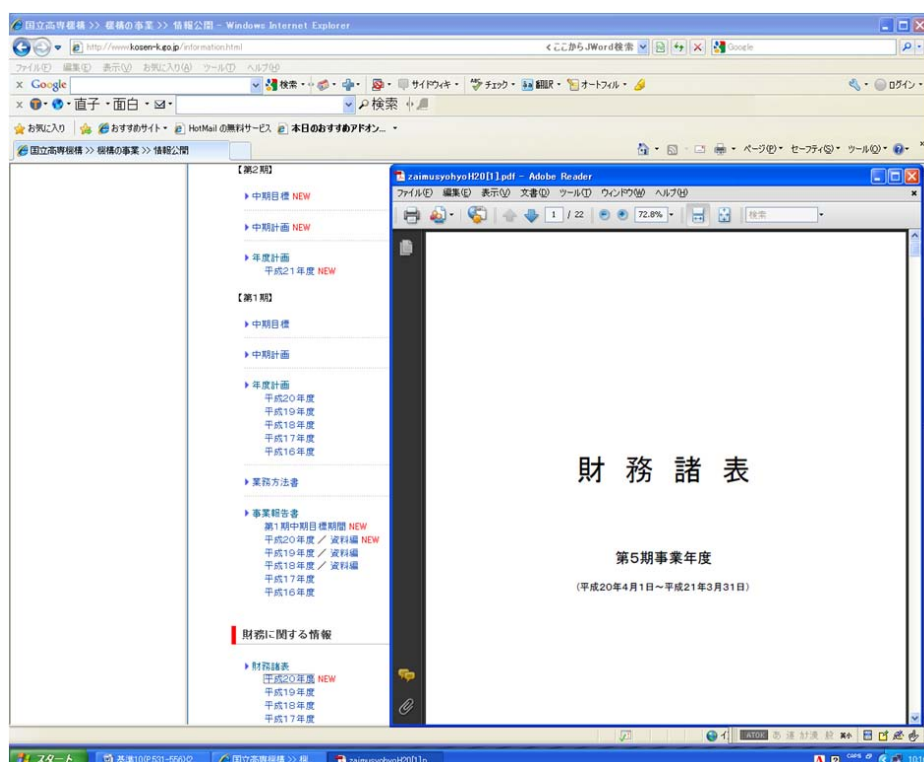 国立高専機構 >> 機構の事業 >> 情報公開 - Windows Internet Explorer
http://www.kosen-k.go.jp/information.html
<ここからJWord検索
Google
ファイル(F) 編集(E) 表示(V) お気に入り(A) ツール(T) ヘルプ(H)
x Google
検索
サイドウィキ
チェック
翻訳
オートフィル
ログイン
検索
お気に入り
おすすめサイト
HotMail の無料サービス
本日のおすすめアドオン...
国立高専機構 >> 機構の事業 >> 情報公開
ページ(P) セーフティ(S) ツール(O)
【第2期】
中期目標 NEW
中期計画 NEW
年度計画
平成21年度 NEW
【第1期】
中期目標
中期計画
年度計画
平成20年度
平成19年度
平成18年度
平成17年度
平成16年度
業務方法書
事業報告書
第1期中期目標期間 NEW
平成20年度 / 資料編 NEW
平成19年度 / 資料編
平成18年度 / 資料編
平成17年度
平成16年度
財務に関する情報
財務諸表
平成20年度 NEW
平成19年度
平成18年度
平成17年度
zaimusyohyoH20[1].pdf - Adobe Reader
ファイル(F) 編集(E) 表示(V) 文書(D) ツール(T) ウィンドウ(W) ヘルプ(H)
1 / 22
72.8%
検索
財務諸表
第5期事業年度
(平成20年4月1日~平成21年3月31日)
ATOK
スタート